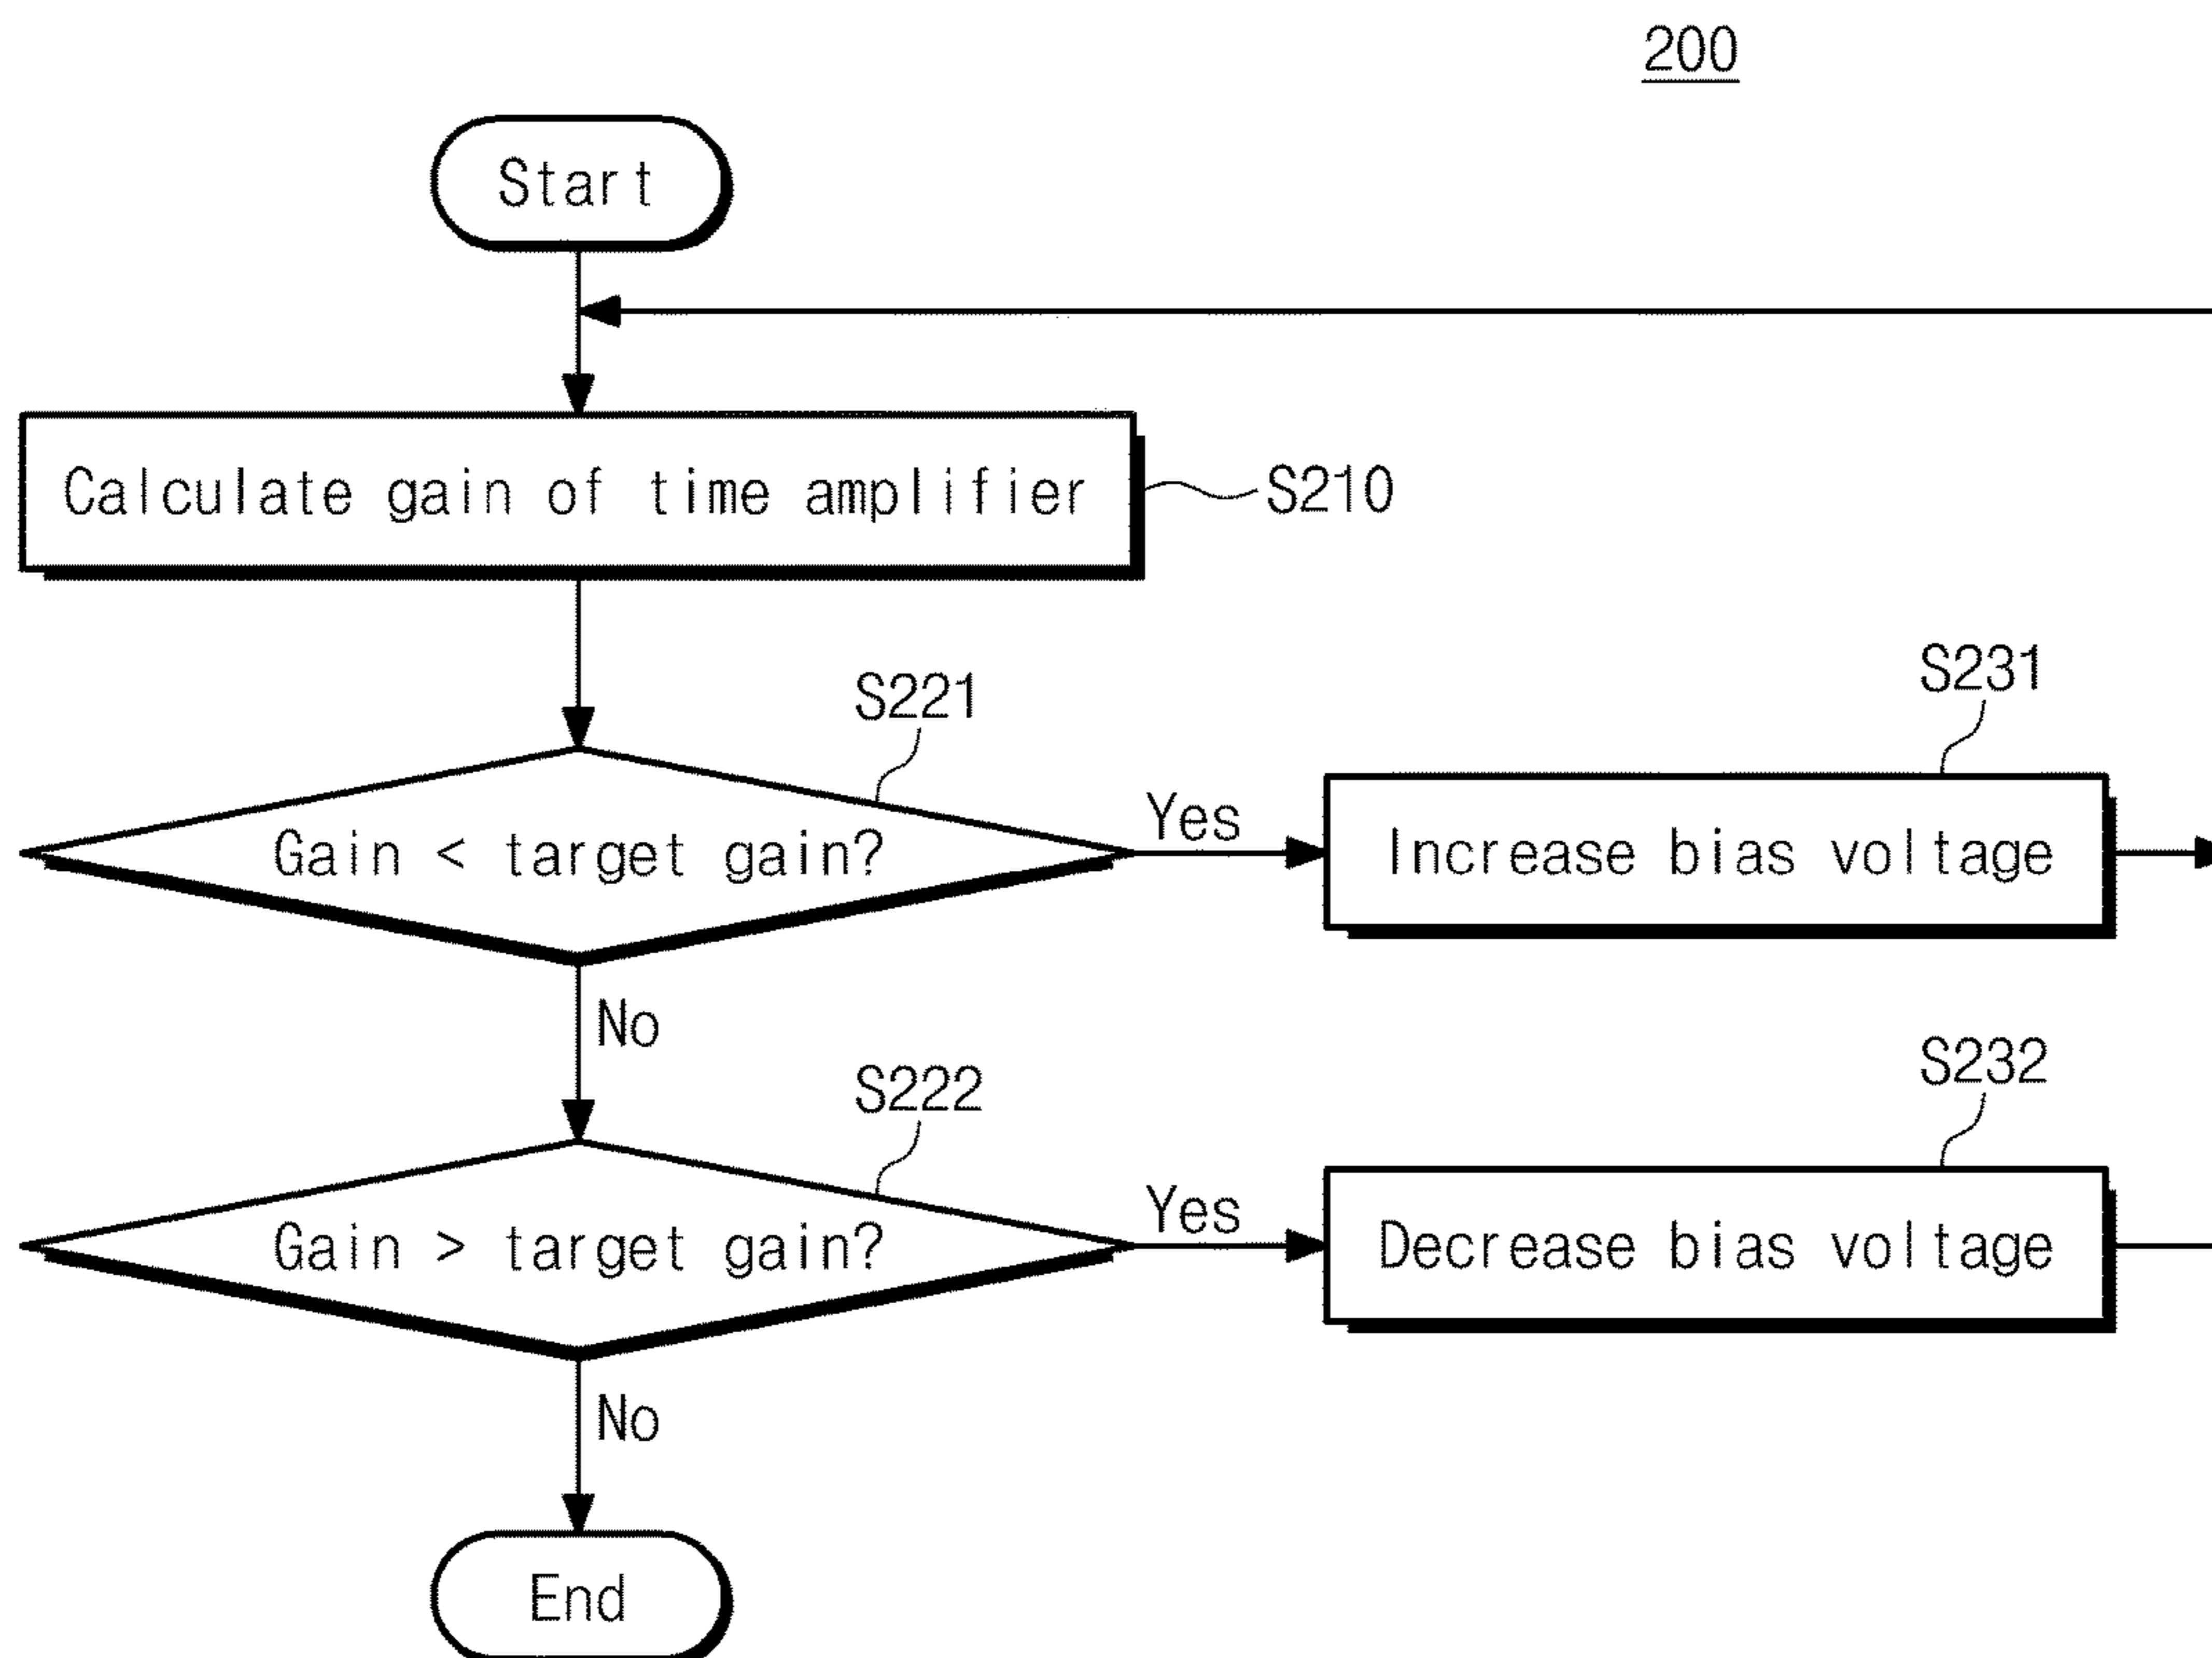 200
Start
Calculate gain of time amplifier
S210
S221
S231
Gain < target gain?
Yes
Increase bias voltage
No
S222
S232
Gain > target gain?
Yes
Decrease bias voltage
No
End